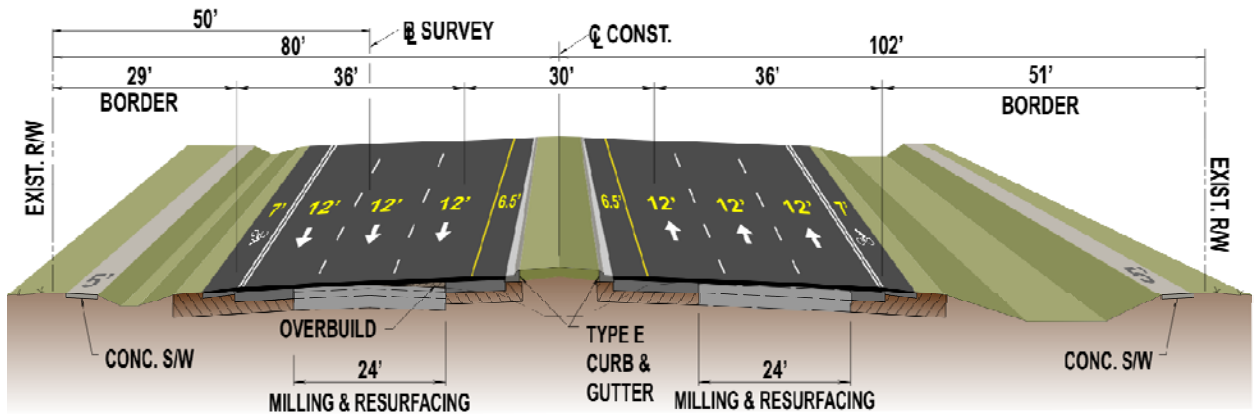 50'
℄ SURVEY
℄ CONST.
80'
102'
29'
36'
30'
36'
51'
BORDER
BORDER
EXIST. R/W
EXIST. R/W
7'
12'
12'
12'
6.5'
6.5'
12'
12'
12'
7'
5'
5'
OVERBUILD
TYPE E
CURB &
GUTTER
CONC. S/W
CONC. S/W
24'
MILLING & RESURFACING
24'
MILLING & RESURFACING